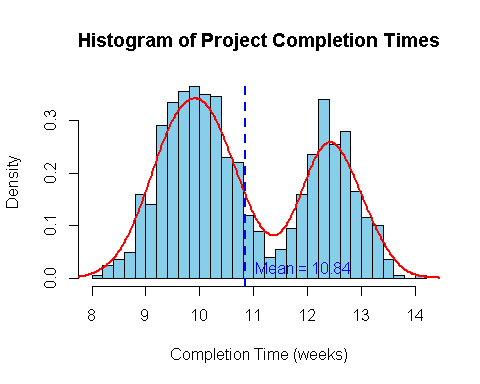 Histogram of Project Completion Times
Density
0.3
0.2
0.1
0.0
Mean = 10.84
8 9 10 11 12 13 14
Completion Time (weeks)